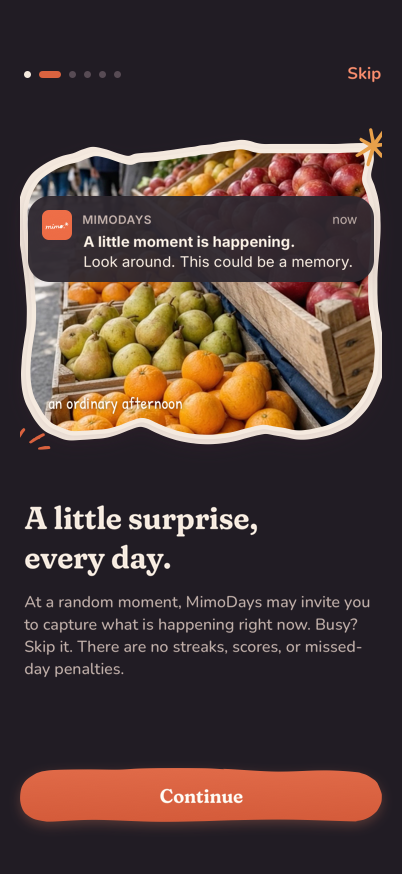 Skip
mimo.
MIMODAYS now
A little moment is happening.
Look around. This could be a memory.
an ordinary afternoon
A little surprise,
every day.
At a random moment, MimoDays may invite you
to capture what is happening right now. Busy?
Skip it. There are no streaks, scores, or missed-
day penalties.
Continue